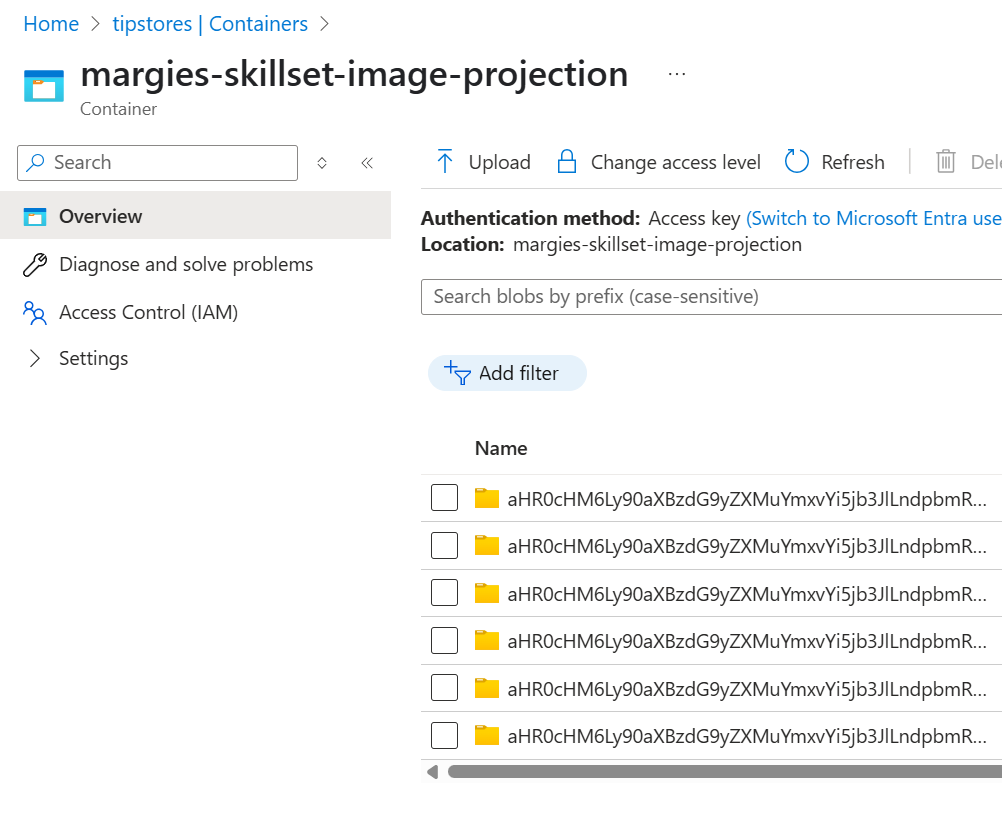 Home > tipstores | Containers >
margies-skillset-image-projection ...
Container
Search
Upload Change access level Refresh Dele
Overview
Authentication method: Access key (Switch to Microsoft Entra use
Location: margies-skillset-image-projection
Diagnose and solve problems
Search blobs by prefix (case-sensitive)
Access Control (IAM)
Settings
Add filter
Name
aHR0cHM6Ly90aXBzdG9yZXMuYmxvYi5jb3JlLndpbmR...
aHR0cHM6Ly90aXBzdG9yZXMuYmxvYi5jb3JlLndpbmR...
aHR0cHM6Ly90aXBzdG9yZXMuYmxvYi5jb3JlLndpbmR...
aHR0cHM6Ly90aXBzdG9yZXMuYmxvYi5jb3JlLndpbmR...
aHR0cHM6Ly90aXBzdG9yZXMuYmxvYi5jb3JlLndpbmR...
aHR0cHM6Ly90aXBzdG9yZXMuYmxvYi5jb3JlLndpbmR...